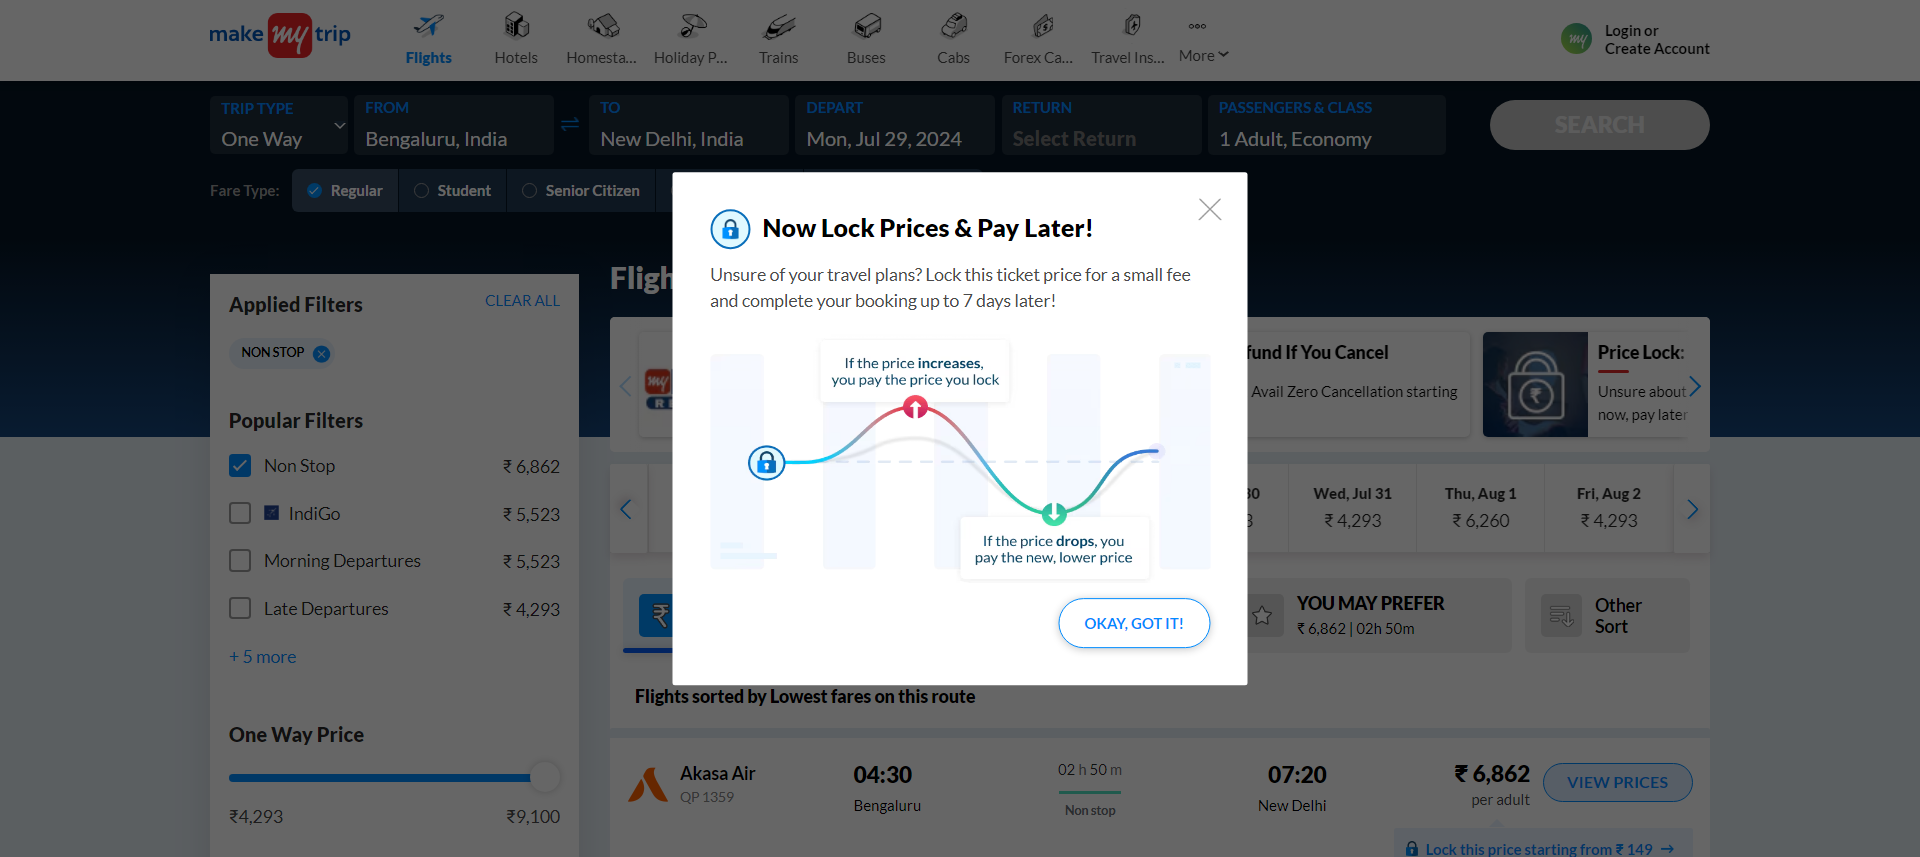 make my trip
Flights
Hotels
Homesta...
Holiday P...
Trains
Buses
Cabs
Forex Ca...
Travel Ins...
More
my
Login or
Create Account
TRIP TYPE
One Way
FROM
Bengaluru, India
TO
New Delhi, India
DEPART
Mon, Jul 29, 2024
RETURN
Select Return
PASSENGERS & CLASS
1 Adult, Economy
SEARCH
Fare Type:
Regular
Student
Senior Citizen
Now Lock Prices & Pay Later!
Unsure of your travel plans? Lock this ticket price for a small fee
and complete your booking up to 7 days later!
If the price increases,
you pay the price you lock
If the price drops, you
pay the new, lower price
OKAY, GOT IT!
Applied Filters
CLEAR ALL
NON STOP
Popular Filters
Non Stop
₹ 6,862
IndiGo
₹ 5,523
Morning Departures
₹ 5,523
Late Departures
₹ 4,293
+ 5 more
One Way Price
₹4,293
₹9,100
Fligh
my
RE
fund If You Cancel
Avail Zero Cancellation starting
Price Lock:
Unsure about
now, pay later
30
3
Wed, Jul 31
₹ 4,293
Thu, Aug 1
₹ 6,260
Fri, Aug 2
₹ 4,293
₹
YOU MAY PREFER
₹ 6,862 | 02h 50m
Other
Sort
Flights sorted by Lowest fares on this route
Akasa Air
QP 1359
04:30
Bengaluru
02 h 50 m
Non stop
07:20
New Delhi
₹ 6,862
per adult
VIEW PRICES
Lock this price starting from ₹ 149 →